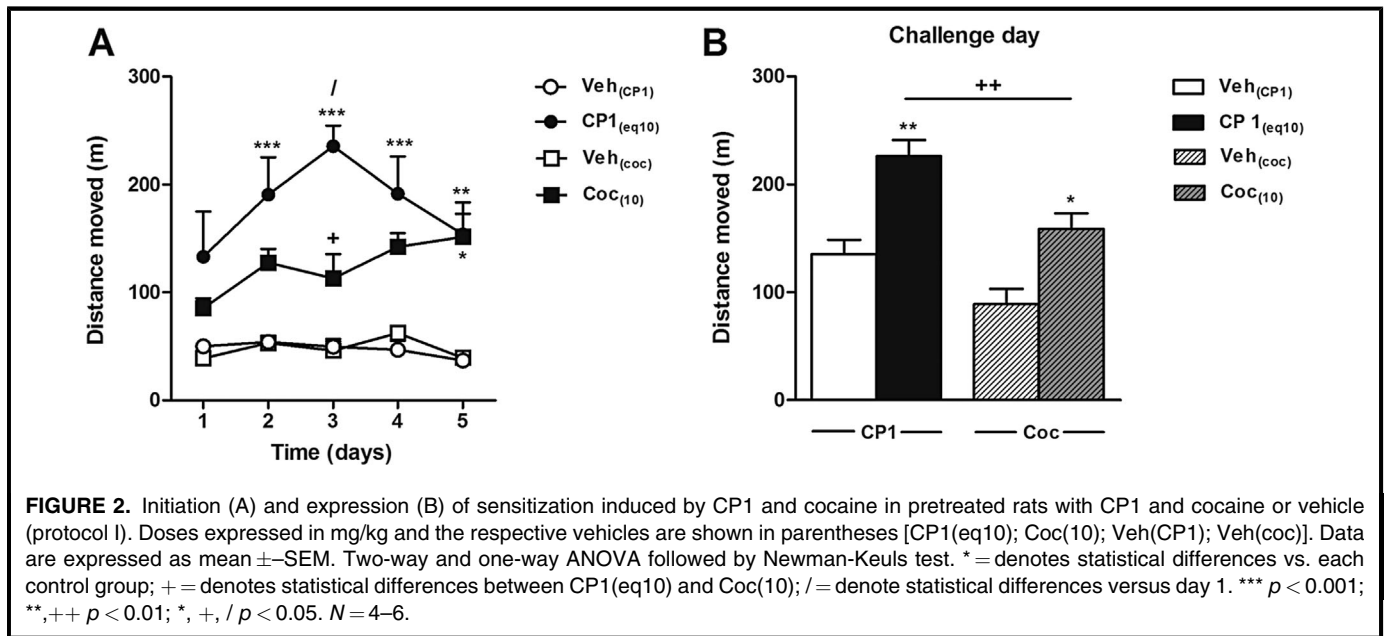 A
300
200
100
0
Distance moved (m)
1 2 3 4 5
Time (days)
/
***
***
***
**
+
*
Veh(CP1)
CP1(eq10)
Veh(coc)
Coc(10)
B
Challenge day
300
200
100
0
Distance moved (m)
++
**
*
CP1 Coc
Veh(CP1)
CP 1(eq10)
Veh(coc)
Coc(10)
FIGURE 2. Initiation (A) and expression (B) of sensitization induced by CP1 and cocaine in pretreated rats with CP1 and cocaine or vehicle
(protocol I). Doses expressed in mg/kg and the respective vehicles are shown in parentheses [CP1(eq10); Coc(10); Veh(CP1); Veh(coc)]. Data
are expressed as mean ±–SEM. Two-way and one-way ANOVA followed by Newman-Keuls test. * = denotes statistical differences vs. each
control group; + = denotes statistical differences between CP1(eq10) and Coc(10); / = denote statistical differences versus day 1. *** p < 0.001;
**,++ p < 0.01; *, +, / p < 0.05. N = 4–6.